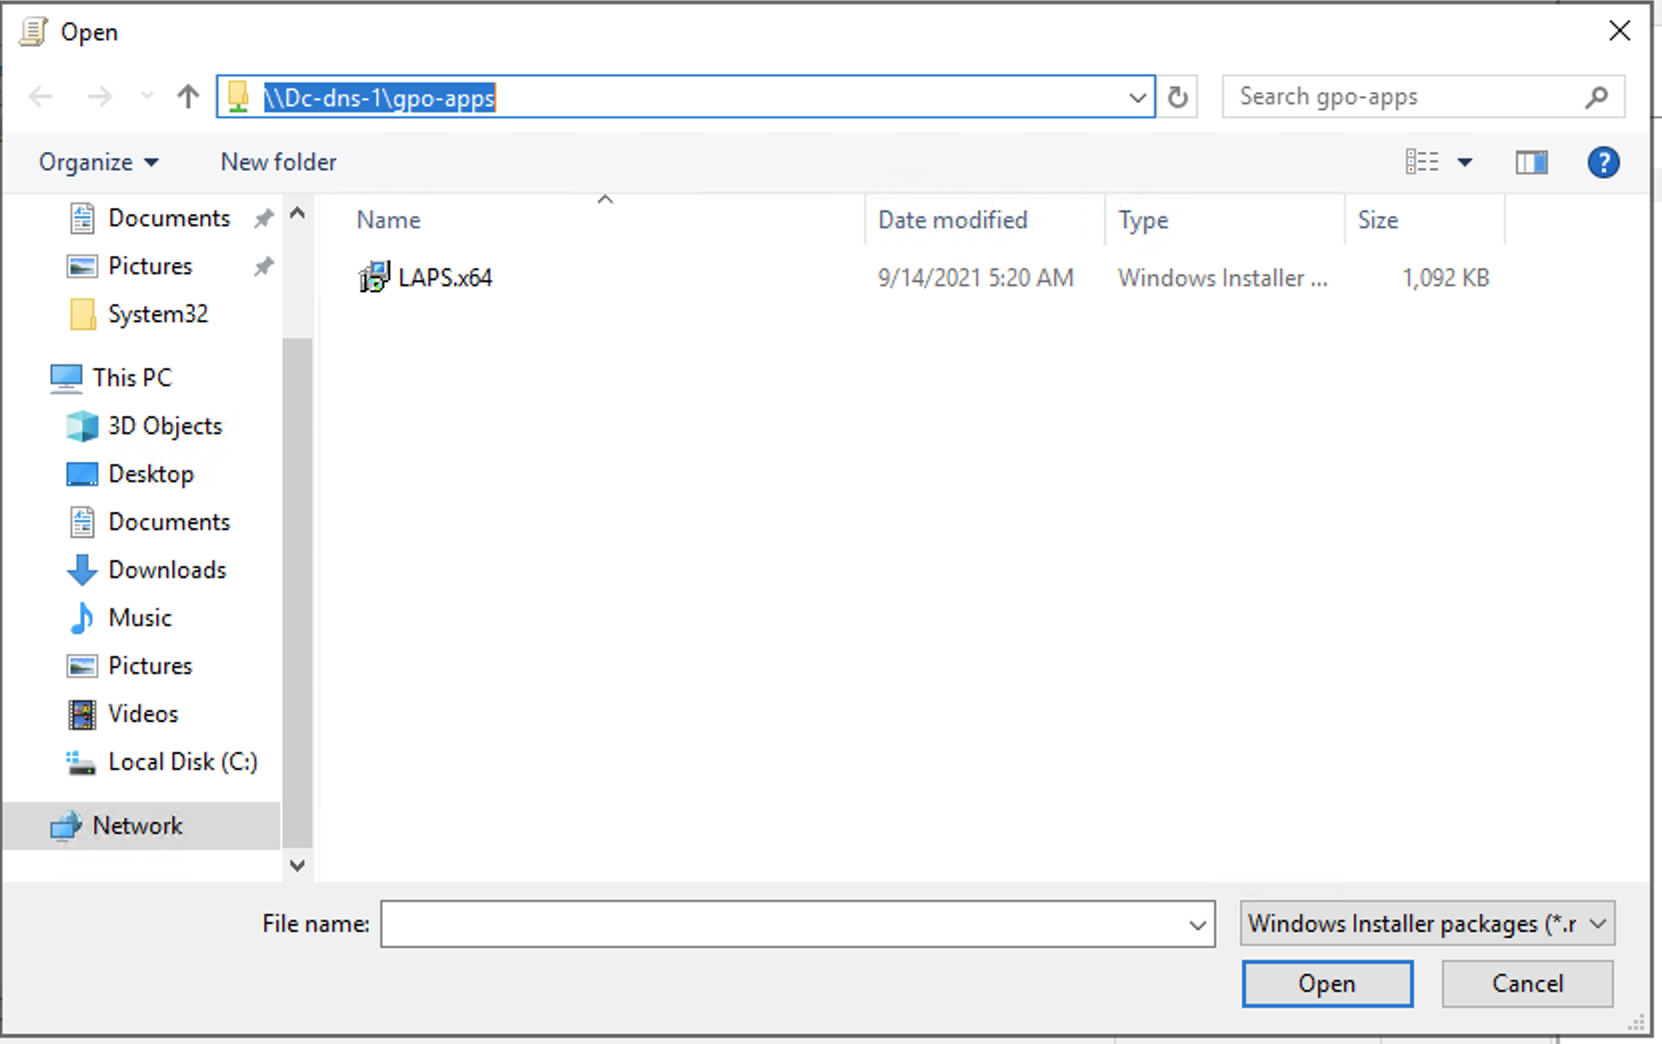 Open
\\Dc-dns-1\gpo-apps
Search gpo-apps
Organize
New folder
Name
Date modified
Type
Size
LAPS.x64
9/14/2021 5:20 AM
Windows Installer ...
1,092 KB
Documents
Pictures
System32
This PC
3D Objects
Desktop
Documents
Downloads
Music
Pictures
Videos
Local Disk (C:)
Network
File name:
Windows Installer packages (*.r
Open
Cancel